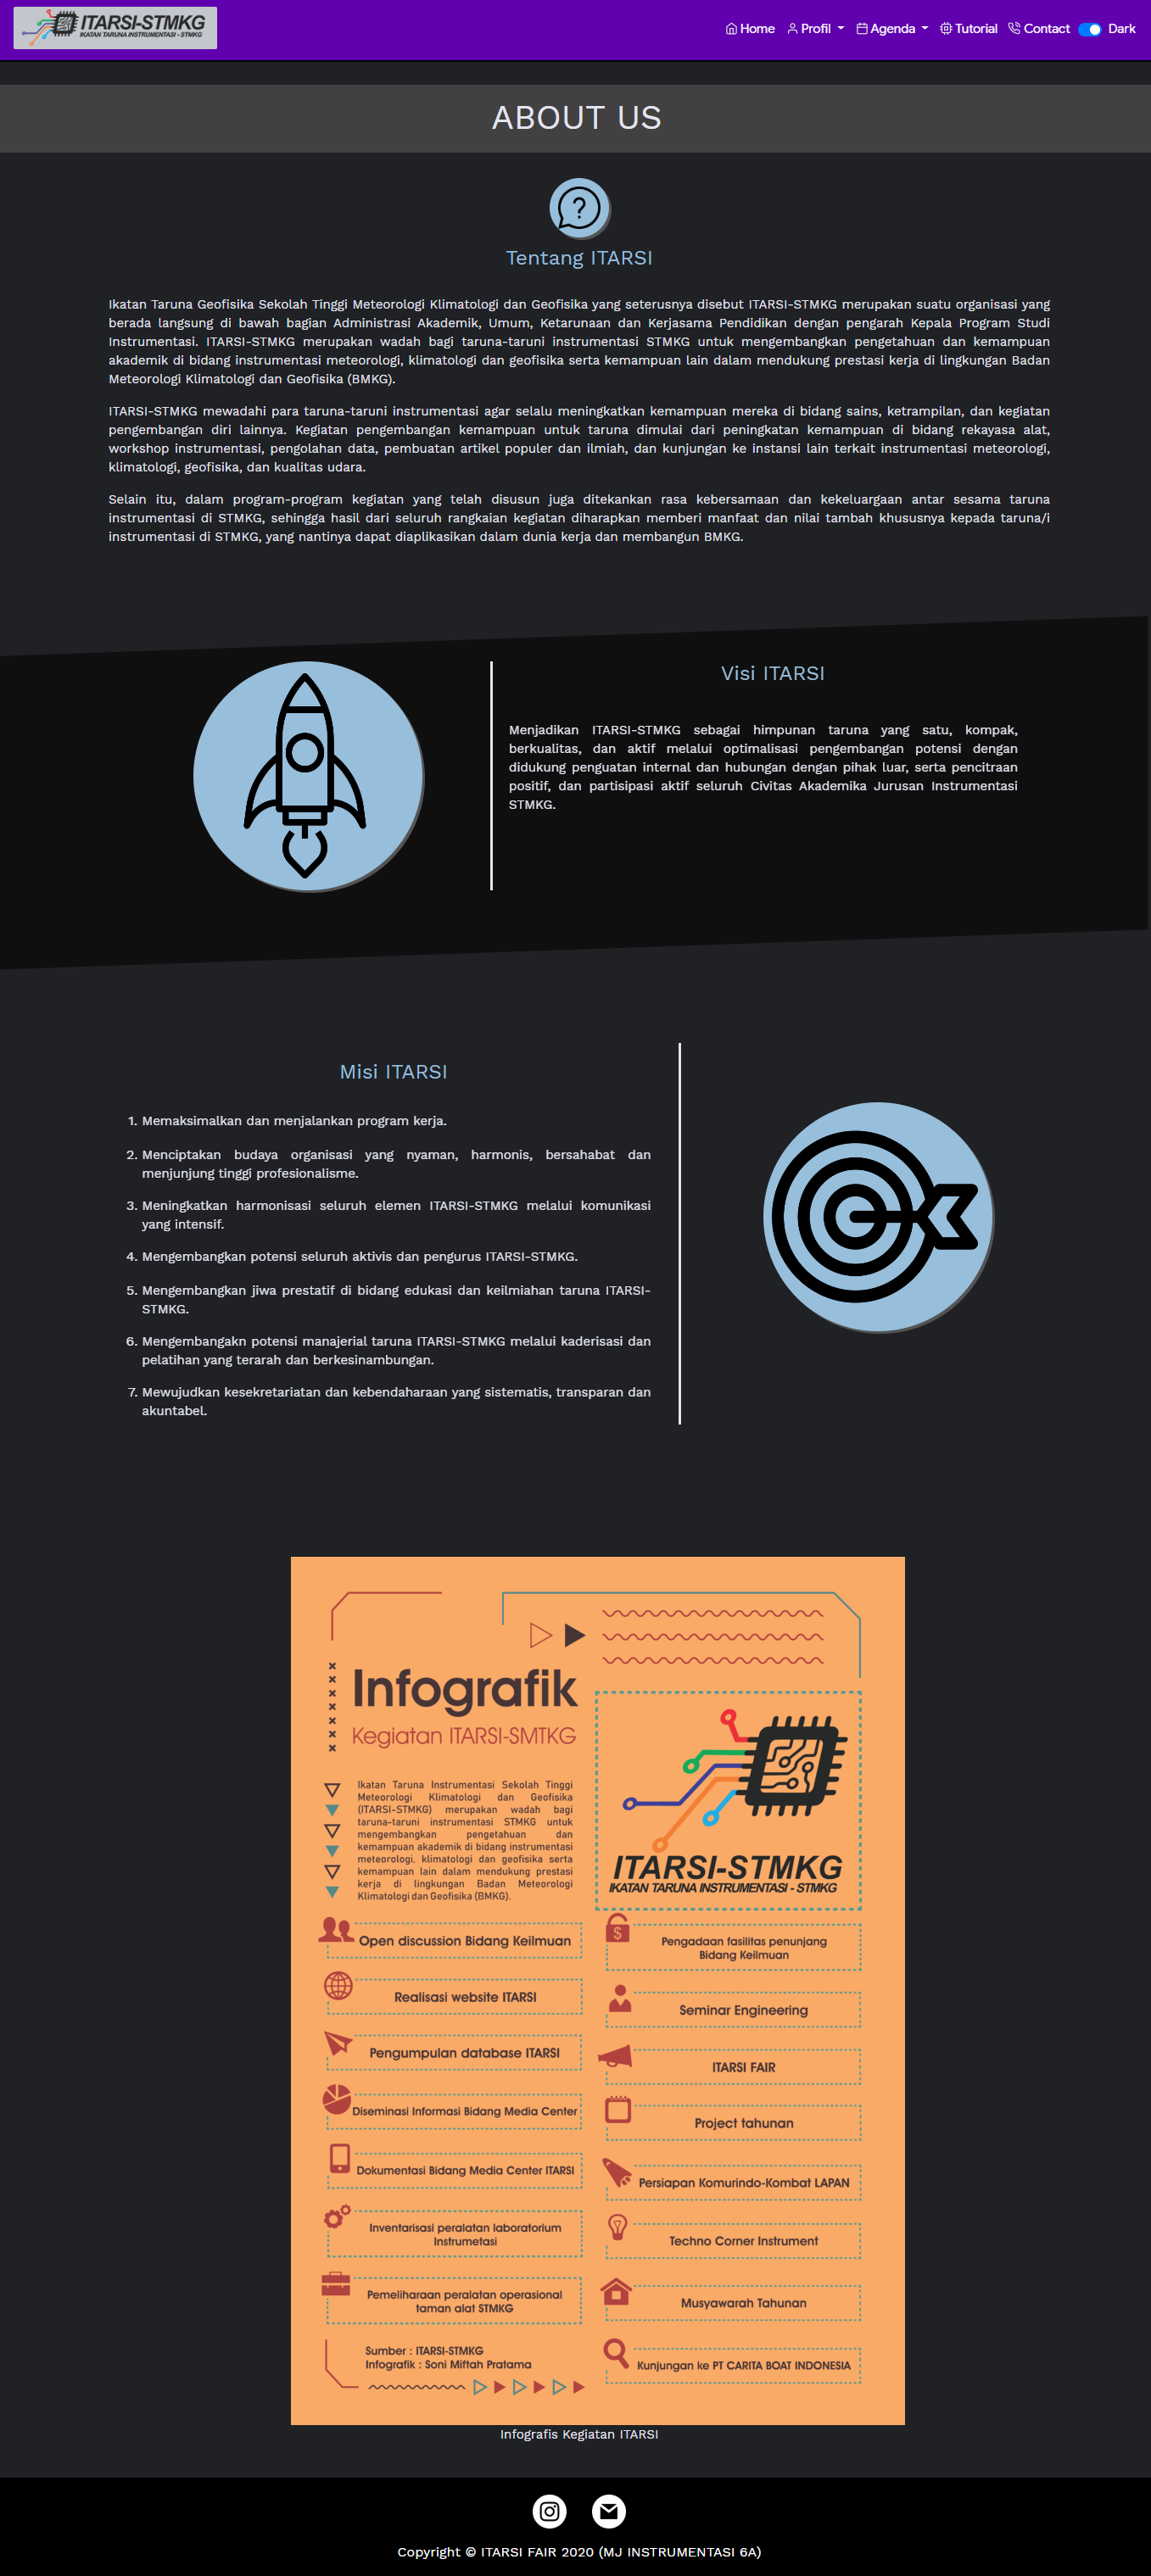 ITARSI-STMKG
IKATAN TARUNA INSTRUMENTASI - STMKG
Home Profil Agenda Tutorial Contact Dark
ABOUT US
Tentang ITARSI
Ikatan Taruna Geofisika Sekolah Tinggi Meteorologi Klimatologi dan Geofisika yang seterusnya disebut ITARSI-STMKG merupakan suatu organisasi yang
berada langsung di bawah bagian Administrasi Akademik, Umum, Ketarunaan dan Kerjasama Pendidikan dengan pengarah Kepala Program Studi
Instrumentasi. ITARSI-STMKG merupakan wadah bagi taruna-taruni instrumentasi STMKG untuk mengembangkan pengetahuan dan kemampuan
akademik di bidang instrumentasi meteorologi, klimatologi dan geofisika serta kemampuan lain dalam mendukung prestasi kerja di lingkungan Badan
Meteorologi Klimatologi dan Geofisika (BMKG).
ITARSI-STMKG mewadahi para taruna-taruni instrumentasi agar selalu meningkatkan kemampuan mereka di bidang sains, ketrampilan, dan kegiatan
pengembangan diri lainnya. Kegiatan pengembangan kemampuan untuk taruna dimulai dari peningkatan kemampuan di bidang rekayasa alat,
workshop instrumentasi, pengolahan data, pembuatan artikel populer dan ilmiah, dan kunjungan ke instansi lain terkait instrumentasi meteorologi,
klimatologi, geofisika, dan kualitas udara.
Selain itu, dalam program-program kegiatan yang telah disusun juga ditekankan rasa kebersamaan dan kekeluargaan antar sesama taruna
instrumentasi di STMKG, sehingga hasil dari seluruh rangkaian kegiatan diharapkan memberi manfaat dan nilai tambah khususnya kepada taruna/i
instrumentasi di STMKG, yang nantinya dapat diaplikasikan dalam dunia kerja dan membangun BMKG.
Visi ITARSI
Menjadikan ITARSI-STMKG sebagai himpunan taruna yang satu, kompak,
berkualitas, dan aktif melalui optimalisasi pengembangan potensi dengan
didukung penguatan internal dan hubungan dengan pihak luar, serta pencitraan
positif, dan partisipasi aktif seluruh Civitas Akademika Jurusan Instrumentasi
STMKG.
Misi ITARSI
1. Memaksimalkan dan menjalankan program kerja.
2. Menciptakan budaya organisasi yang nyaman, harmonis, bersahabat dan
menjunjung tinggi profesionalisme.
3. Meningkatkan harmonisasi seluruh elemen ITARSI-STMKG melalui komunikasi
yang intensif.
4. Mengembangkan potensi seluruh aktivis dan pengurus ITARSI-STMKG.
5. Mengembangkan jiwa prestatif di bidang edukasi dan keilmiahan taruna ITARSI-
STMKG.
6. Mengembangakn potensi manajerial taruna ITARSI-STMKG melalui kaderisasi dan
pelatihan yang terarah dan berkesinambungan.
7. Mewujudkan kesekretariatan dan kebendaharaan yang sistematis, transparan dan
akuntabel.
Infografik
Kegiatan ITARSI-SMTKG
Ikatan Taruna Instrumentasi Sekolah Tinggi
Meteorologi Klimatologi dan Geofisika
(ITARSI-STMKG) merupakan wadah bagi
taruna-taruni instrumentasi STMKG untuk
mengembangkan pengetahuan dan
kemampuan akademik di bidang instrumentasi
meteorologi, klimatologi dan geofisika serta
kemampuan lain dalam mendukung prestasi
kerja di lingkungan Badan Meteorologi
Klimatologi dan Geofisika (BMKG).
ITARSI-STMKG
IKATAN TARUNA INSTRUMENTASI - STMKG
Open discussion Bidang Keilmuan
Realisasi website ITARSI
Pengumpulan database ITARSI
Diseminasi Informasi Bidang Media Center
Dokumentasi Bidang Media Center ITARSI
Inventarisasi peralatan laboratorium
Instrumetasi
Pemeliharaan peralatan operasional
taman alat STMKG
Sumber : ITARSI-STMKG
Infografik : Soni Miftah Pratama
$
Pengadaan fasilitas penunjang
Bidang Keilmuan
Seminar Engineering
ITARSI FAIR
Project tahunan
Persiapan Komurindo-Kombat LAPAN
Techno Corner Instrument
Musyawarah Tahunan
Kunjungan ke PT CARITA BOAT INDONESIA
Infografis Kegiatan ITARSI
Copyright © ITARSI FAIR 2020 (MJ INSTRUMENTASI 6A)